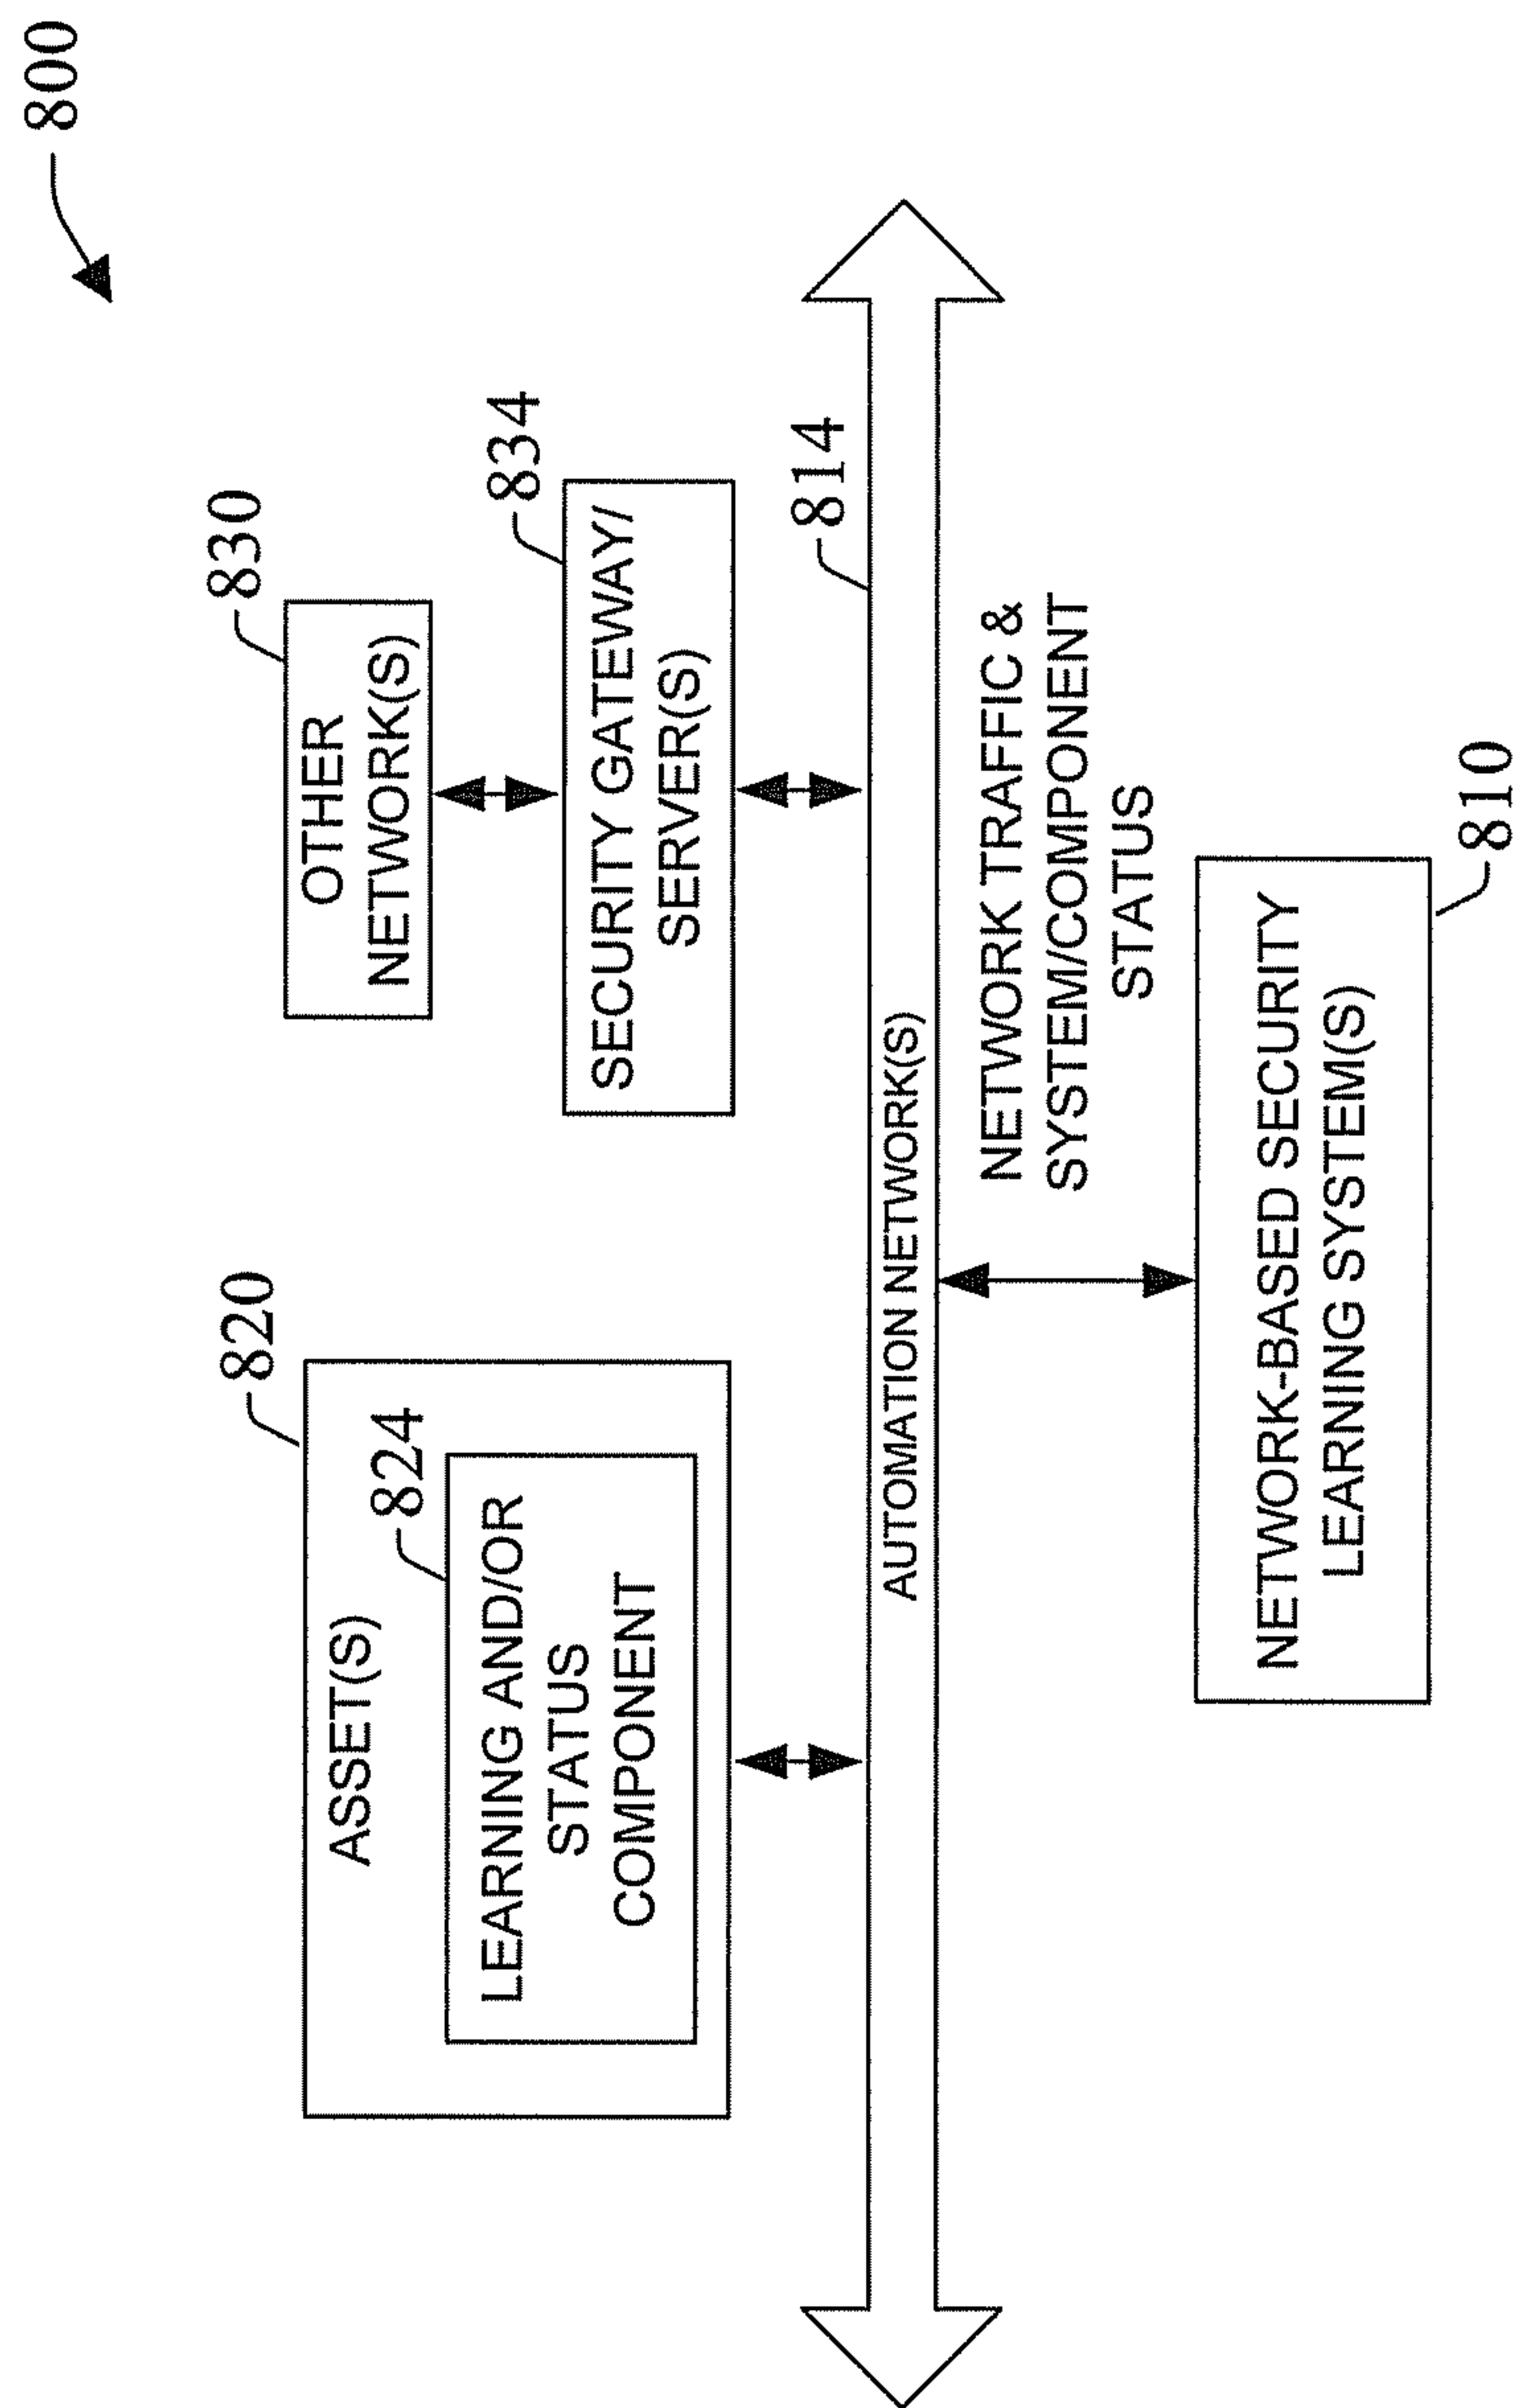 800
820
ASSET(S)
824
LEARNING AND/OR
STATUS
COMPONENT
830
OTHER
NETWORK(S)
834
SECURITY GATEWAY/
SERVER(S)
814
AUTOMATION NETWORK(S)
NETWORK TRAFFIC &
SYSTEM/COMPONENT
STATUS
NETWORK-BASED SECURITY
LEARNING SYSTEM(S)
810